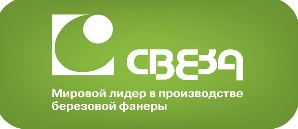 СВЕЗА
Мировой лидер в производстве
березовой фанеры